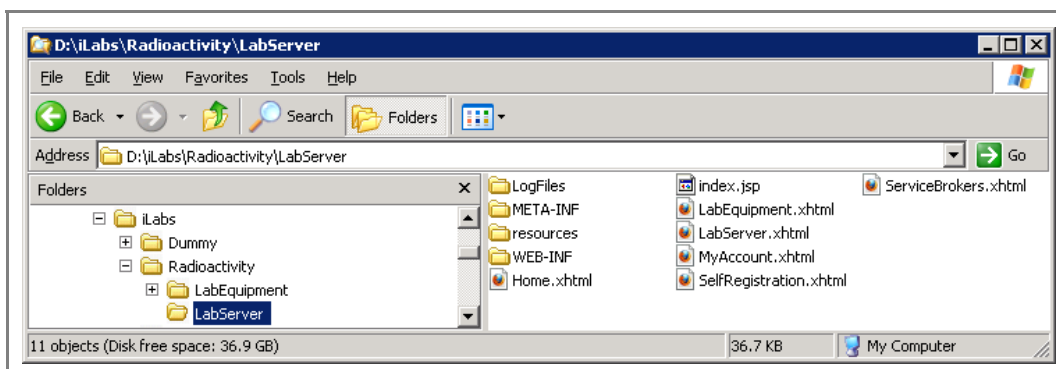 D:\iLabs\Radioactivity\LabServer
File Edit View Favorites Tools Help
Back Search Folders
Address D:\iLabs\Radioactivity\LabServer Go
Folders
iLabs
Dummy
Radioactivity
LabEquipment
LabServer
LogFiles
META-INF
resources
WEB-INF
Home.xhtml
index.jsp
LabEquipment.xhtml
LabServer.xhtml
MyAccount.xhtml
SelfRegistration.xhtml
ServiceBrokers.xhtml
11 objects (Disk free space: 36.9 GB) 36.7 KB My Computer